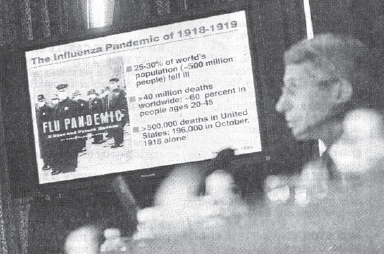 The Influenza Pandemic of 1918-1919
25-30% of world's
population (~500 million
people) fell ill
>40 million deaths
worldwide; ~60 percent in
people ages 20-45
>500,000 deaths in United
States; 196,000 in October,
1918 alone
FLU PANDEMIC